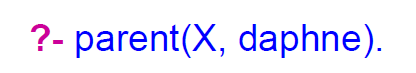 ?- parent(X, daphne).